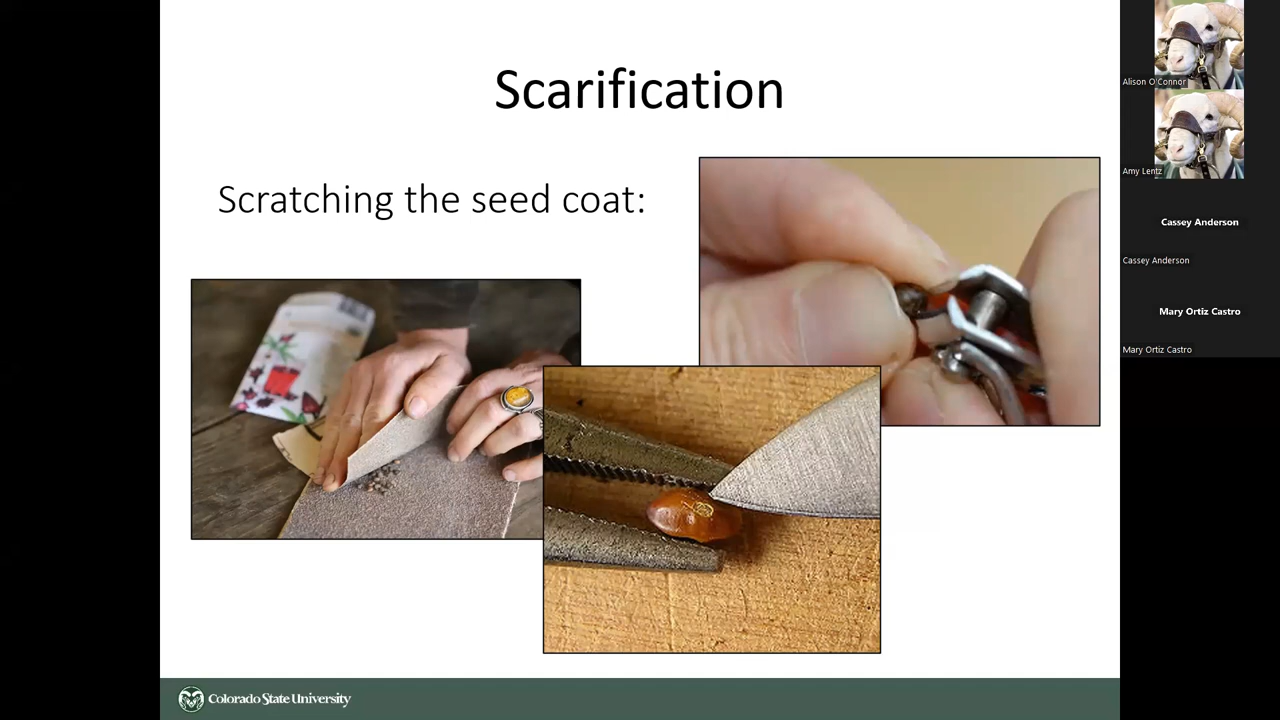 Scarification
Scratching the seed coat:
Colorado State University
Alison O'Connor
Amy Lentz
Cassey Anderson
Cassey Anderson
Mary Ortiz Castro
Mary Ortiz Castro